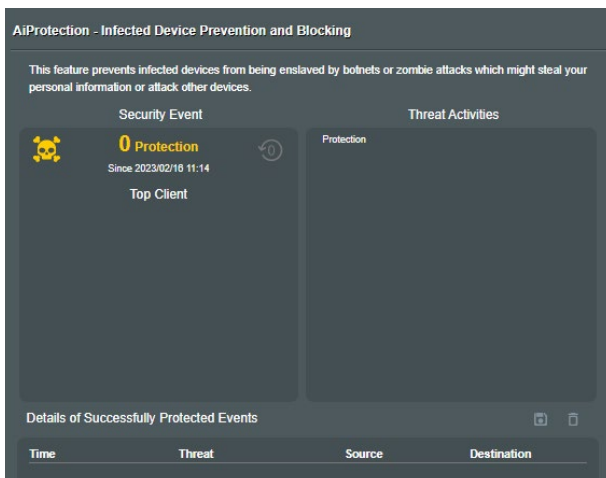 AiProtection - Infected Device Prevention and Blocking
This feature prevents infected devices from being enslaved by botnets or zombie attacks which might steal your
personal information or attack other devices.
Security Event
Threat Activities
0 Protection
0
Since 2023/02/16 11:14
Top Client
Protection
Details of Successfully Protected Events
Time Threat Source Destination